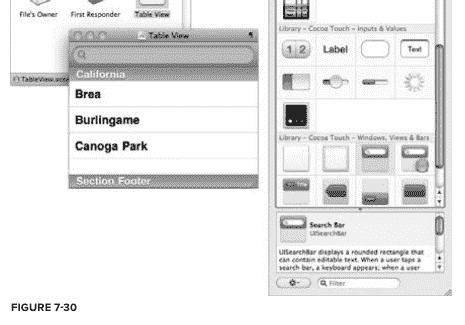 File's Owner First Responder Table View
Table View
California
Brea
Burlingame
Canoga Park
Section Footer
Library – Cocoa Touch – Inputs & Values
1 2 Label Text
Library – Cocoa Touch – Windows, Views & Bars
Search Bar
UISearchBar
UISearchBar displays a rounded rectangle that
can contain editable text. When a user taps a
search bar, a keyboard appears; when a user
Filter
FIGURE 7-30